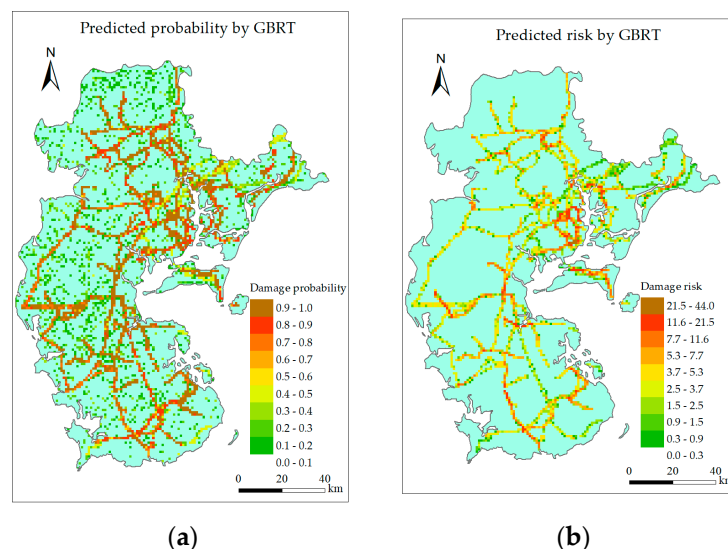 Predicted probability by GBRT
N
Damage probability
0.9 - 1.0
0.8 - 0.9
0.7 - 0.8
0.6 - 0.7
0.5 - 0.6
0.4 - 0.5
0.3 - 0.4
0.2 - 0.3
0.1 - 0.2
0.0 - 0.1
0 20 40
km
(a)
Predicted risk by GBRT
N
Damage risk
21.5 - 44.0
11.6 - 21.5
7.7 - 11.6
5.3 - 7.7
3.7 - 5.3
2.5 - 3.7
1.5 - 2.5
0.9 - 1.5
0.3 - 0.9
0.0 - 0.3
0 20 40
km
(b)